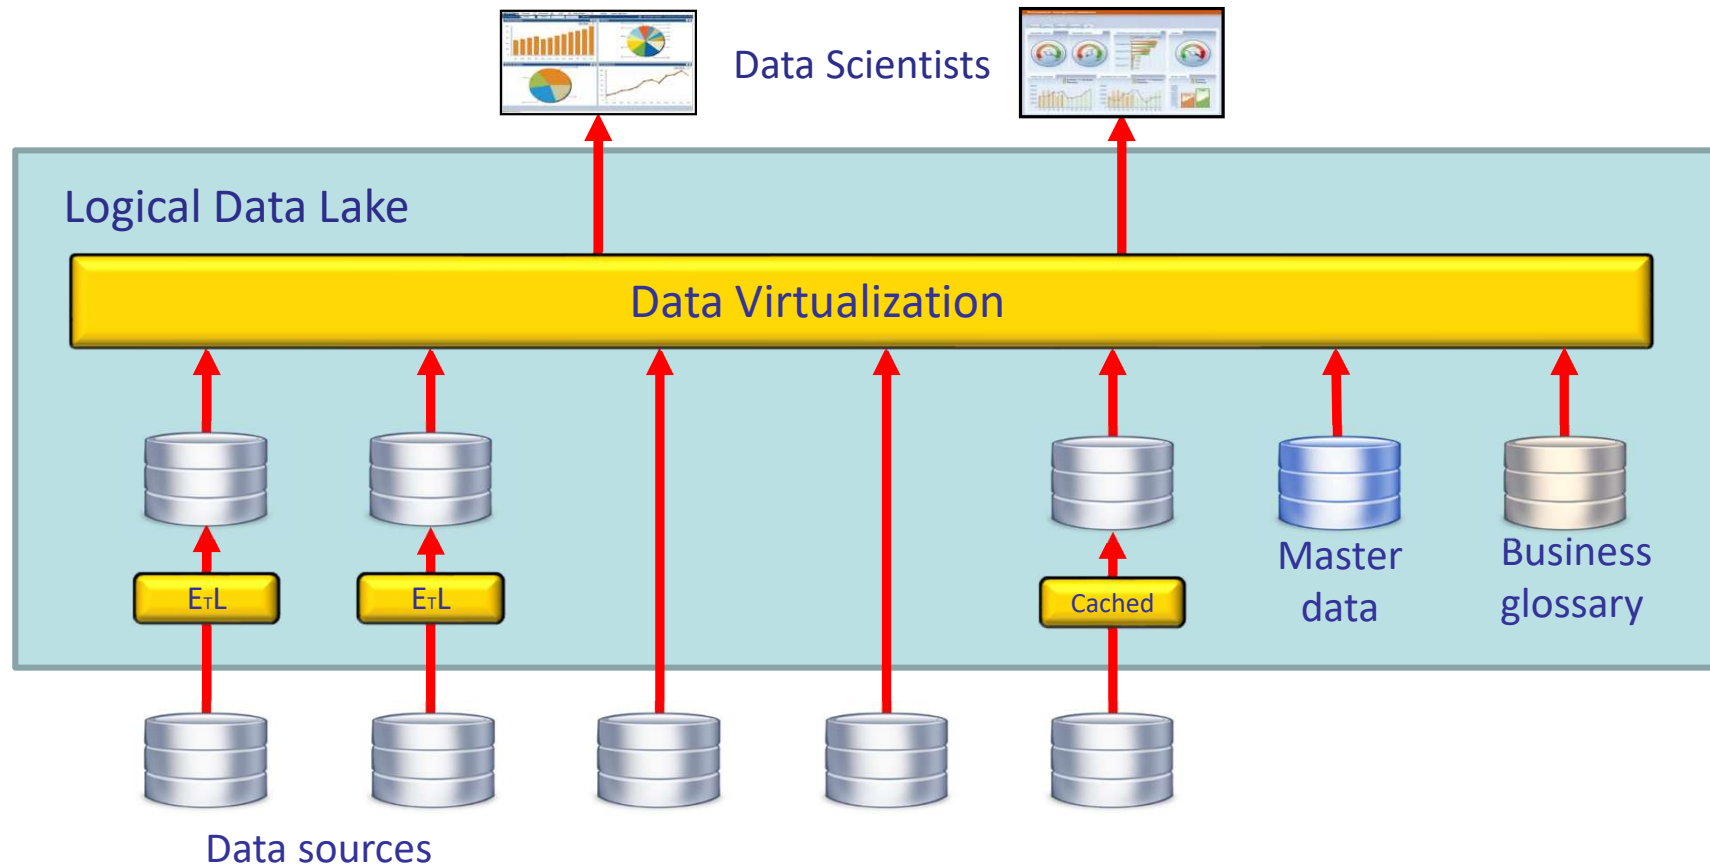 Data Scientists
Logical Data Lake
Data Virtualization
ETL
ETL
Cached
Master
data
Business
glossary
Data sources